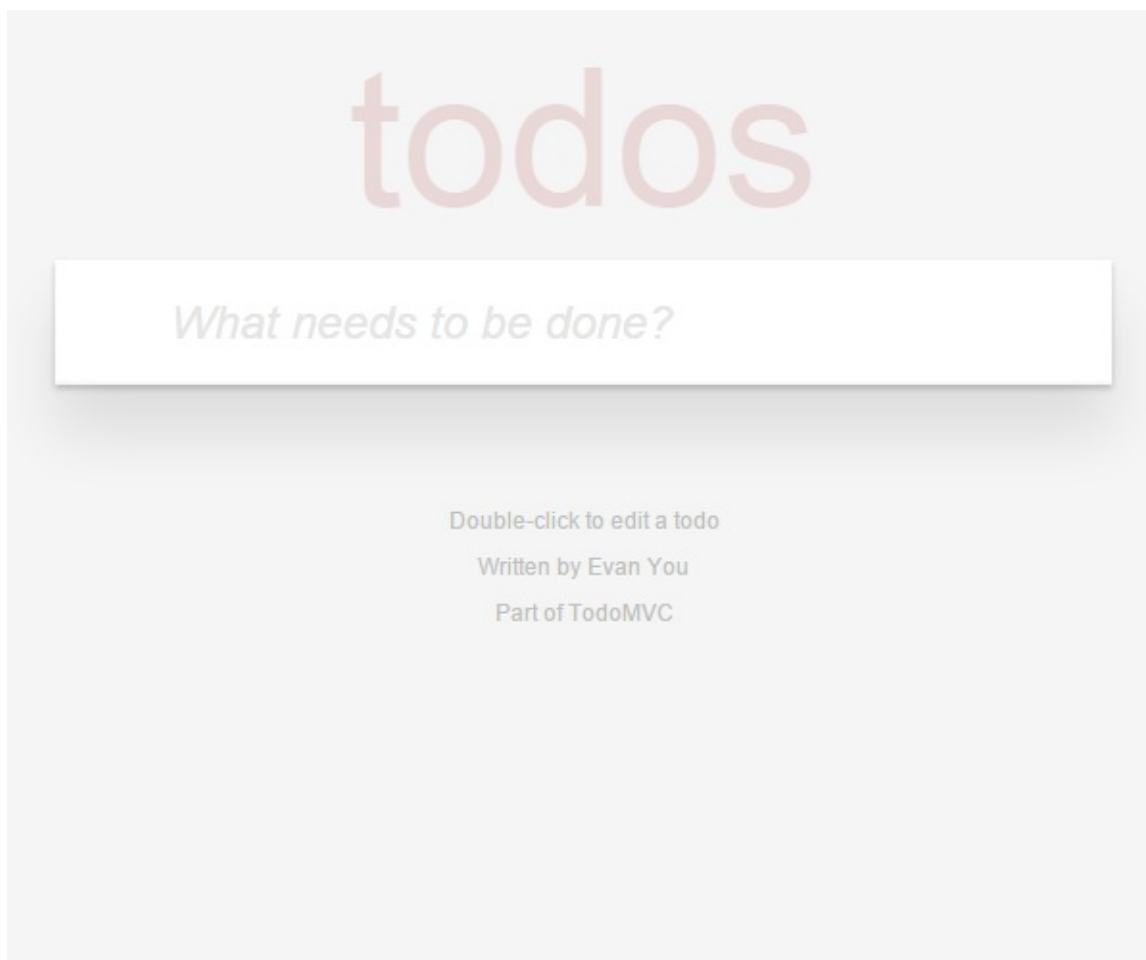 todos
What needs to be done?
Double-click to edit a todo
Written by Evan You
Part of TodoMVC